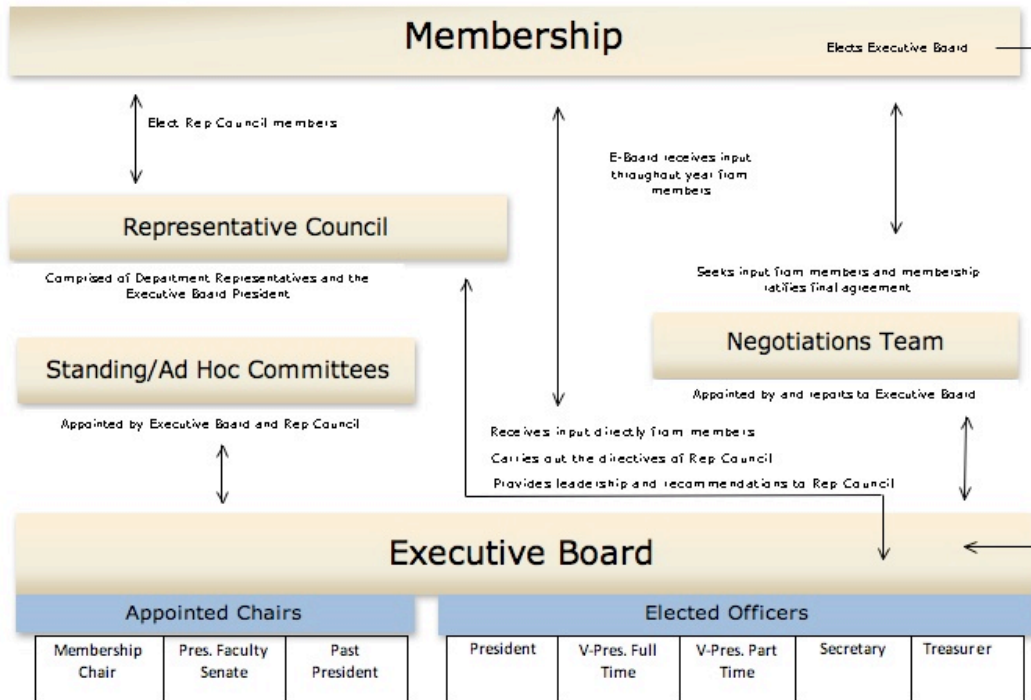 Membership
Elects Executive Board
Elect Rep Council members
E-Board receives input
throughout year from
members
Representative Council
Comprised of Department Representatives and the
Executive Board President
Seeks input from members and membership
ratifies final agreement
Standing/Ad Hoc Committees
Negotiations Team
Appointed by Executive Board and Rep Council
Appointed by and reports to Executive Board
Receives input directly from members
Carries out the directives of Rep Council
Provides leadership and recommendations to Rep Council
Executive Board
Appointed Chairs
Elected Officers
Membership
Chair
Pres. Faculty
Senate
Past
President
President
V-Pres. Full
Time
V-Pres. Part
Time
Secretary
Treasurer